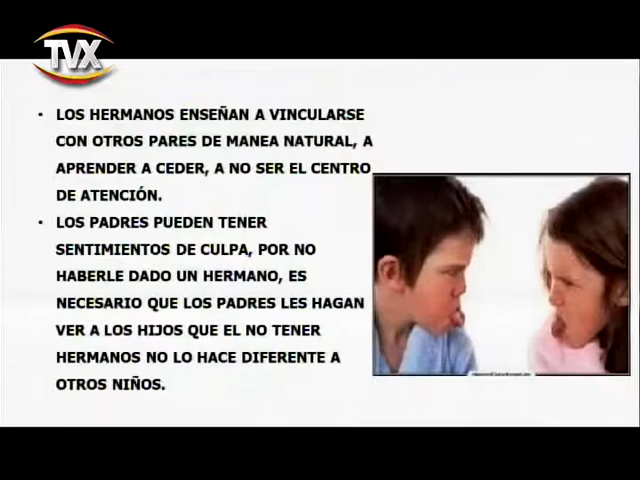 TVX
• LOS HERMANOS ENSEÑAN A VINCULARSE
CON OTROS PARES DE MANEA NATURAL, A
APRENDER A CEDER, A NO SER EL CENTRO
DE ATENCIÓN.
• LOS PADRES PUEDEN TENER
SENTIMIENTOS DE CULPA, POR NO
HABERLE DADO UN HERMANO, ES
NECESARIO QUE LOS PADRES LES HAGAN
VER A LOS HIJOS QUE EL NO TENER
HERMANOS NO LO HACE DIFERENTE A
OTROS NIÑOS.